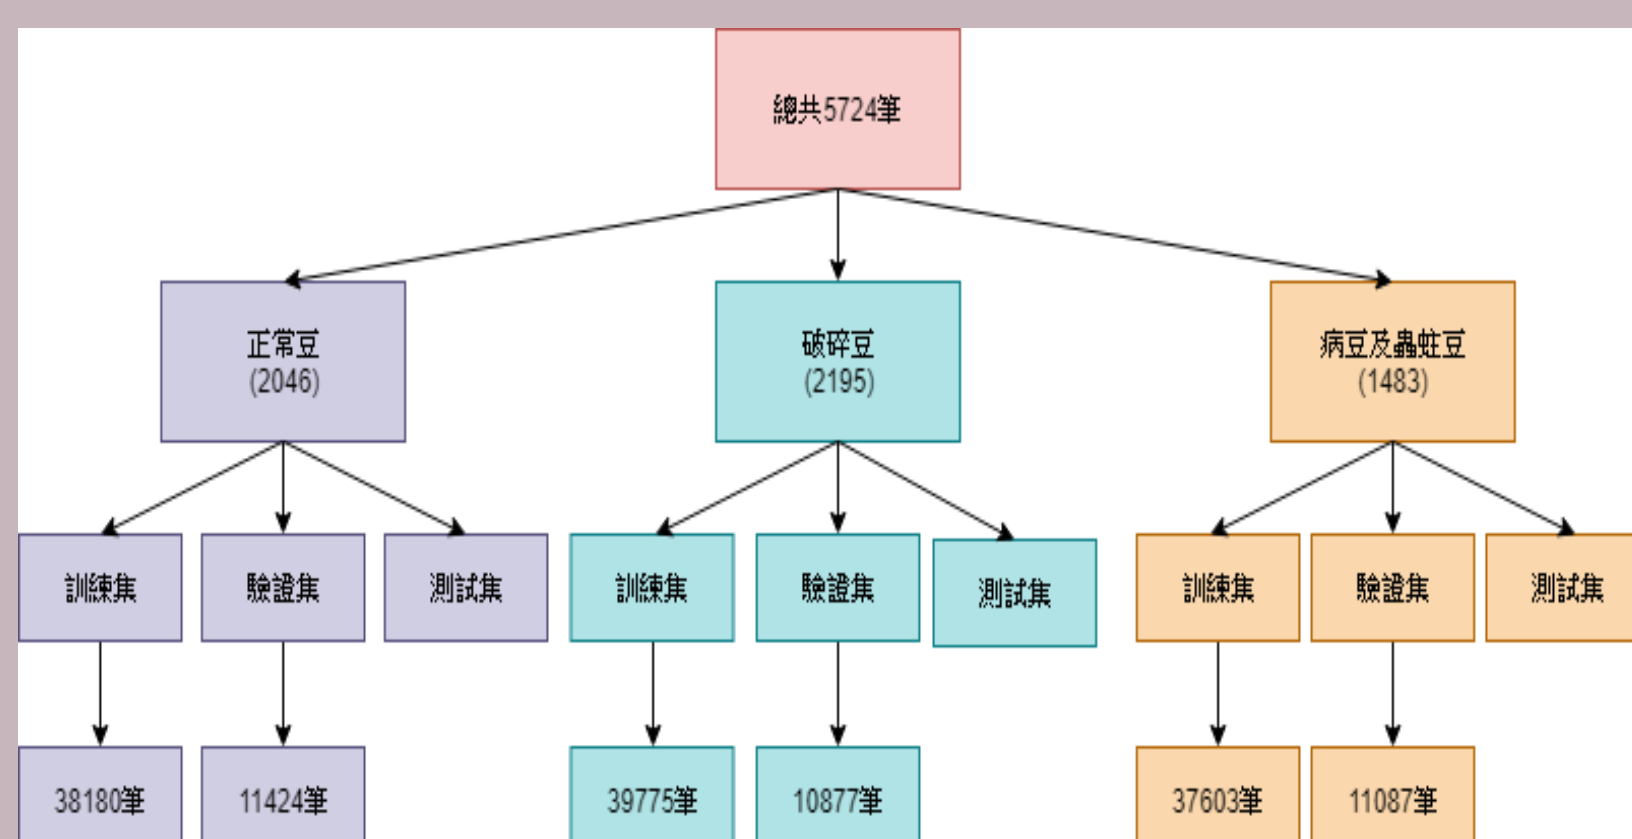 總共5724筆
正常豆
(2046)
破碎豆
(2195)
病豆及蟲蛀豆
(1483)
訓練集
驗證集
測試集
訓練集
驗證集
測試集
訓練集
驗證集
測試集
38180筆
11424筆
39775筆
10877筆
37603筆
11087筆